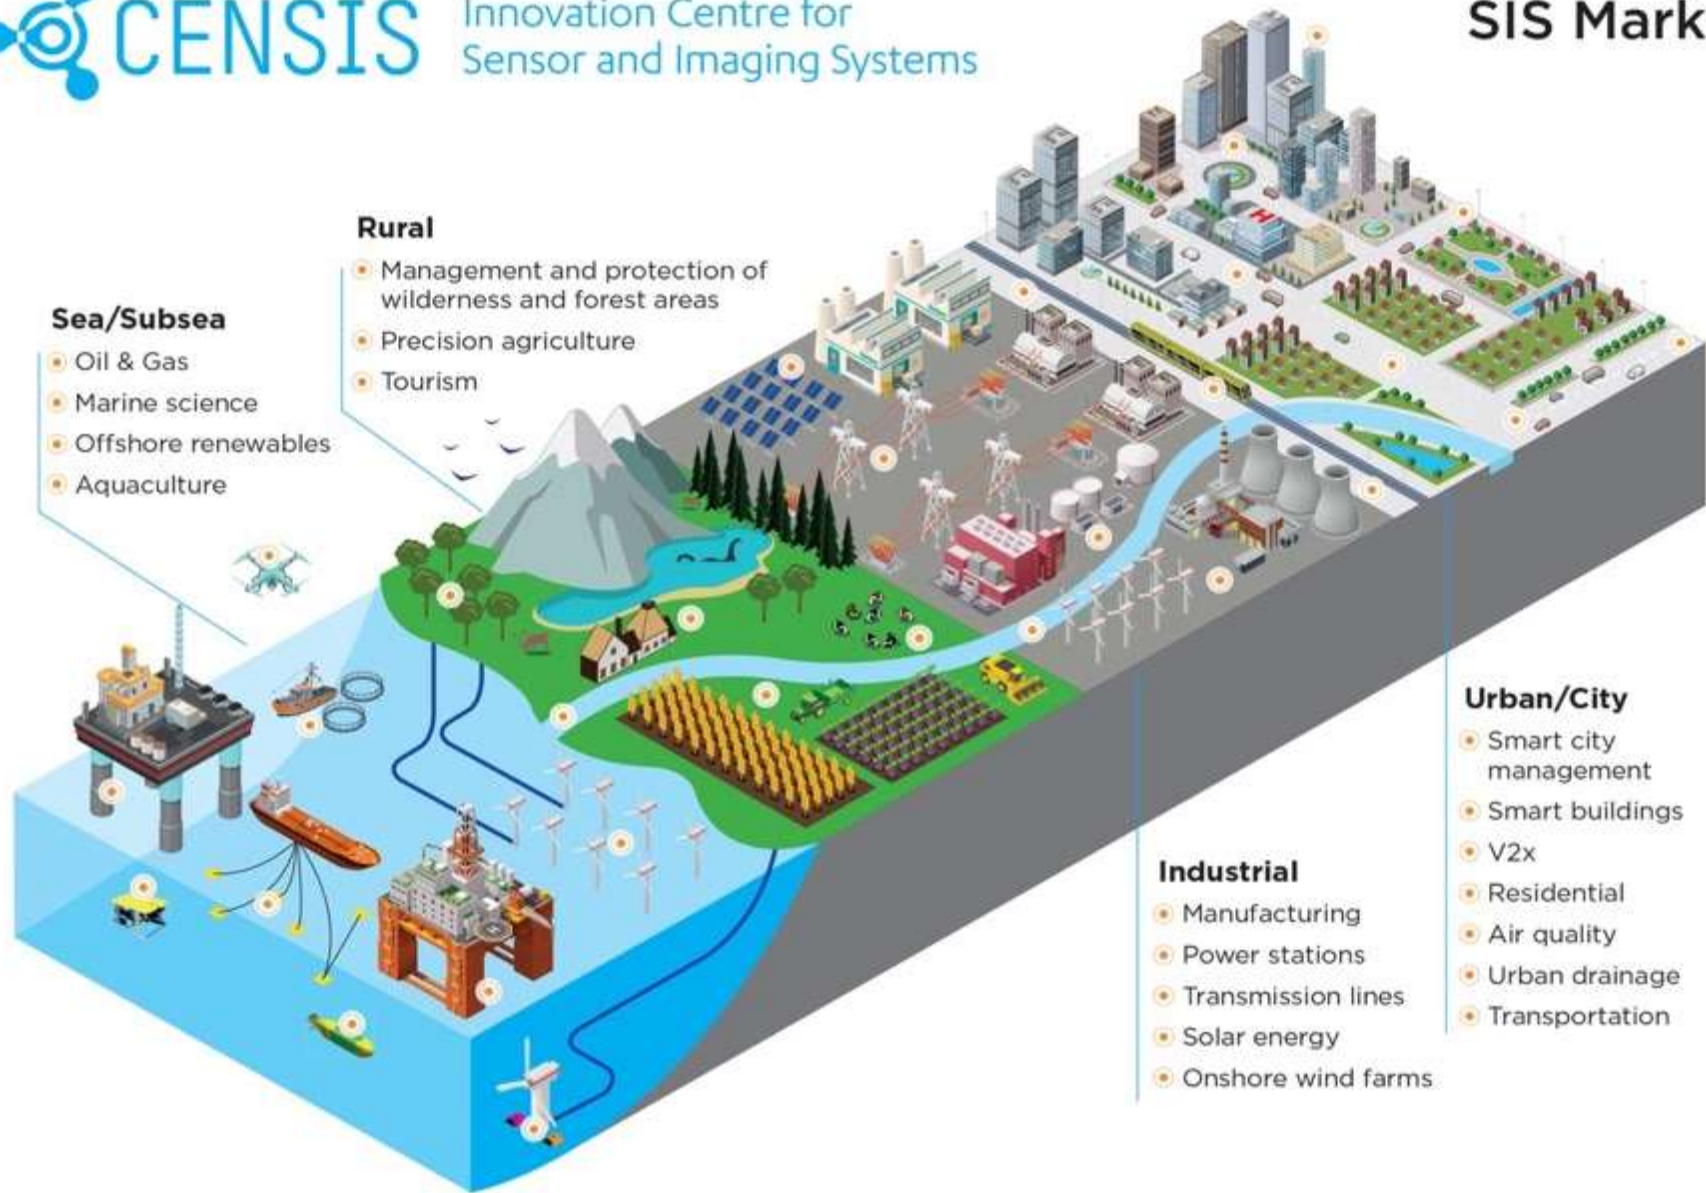 CENSIS
Innovation Centre for
Sensor and Imaging Systems
SIS Mark
Rural
Management and protection of
wilderness and forest areas
Precision agriculture
Tourism
Sea/Subsea
Oil & Gas
Marine science
Offshore renewables
Aquaculture
H
Urban/City
Smart city
management
Smart buildings
V2x
Residential
Air quality
Urban drainage
Transportation
Industrial
Manufacturing
Power stations
Transmission lines
Solar energy
Onshore wind farms